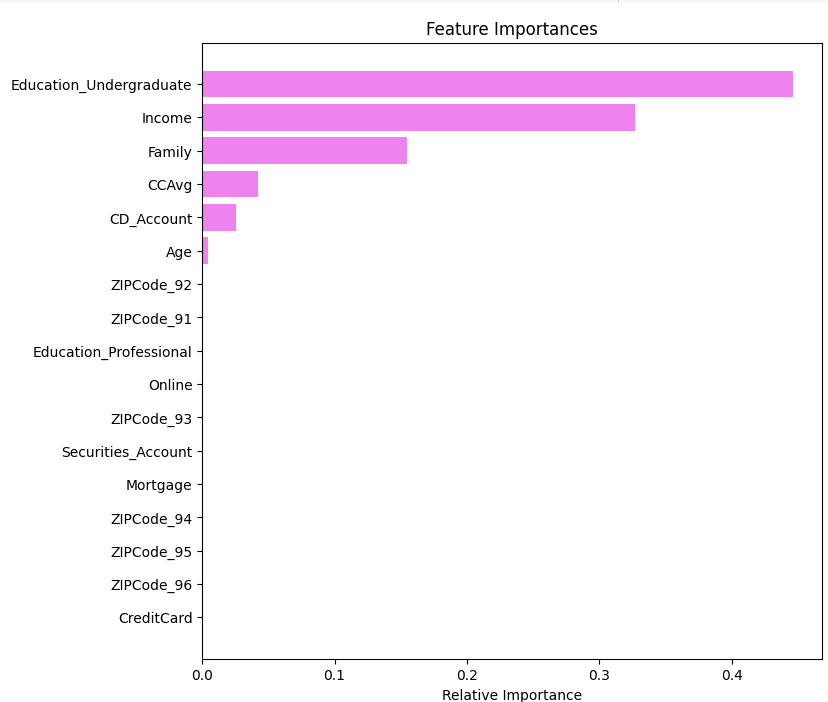 Feature Importances
Education_Undergraduate
Income
Family
CCAvg
CD_Account
Age
ZIPCode_92
ZIPCode_91
Education_Professional
Online
ZIPCode_93
Securities_Account
Mortgage
ZIPCode_94
ZIPCode_95
ZIPCode_96
CreditCard
0.0 0.1 0.2 0.3 0.4
Relative Importance